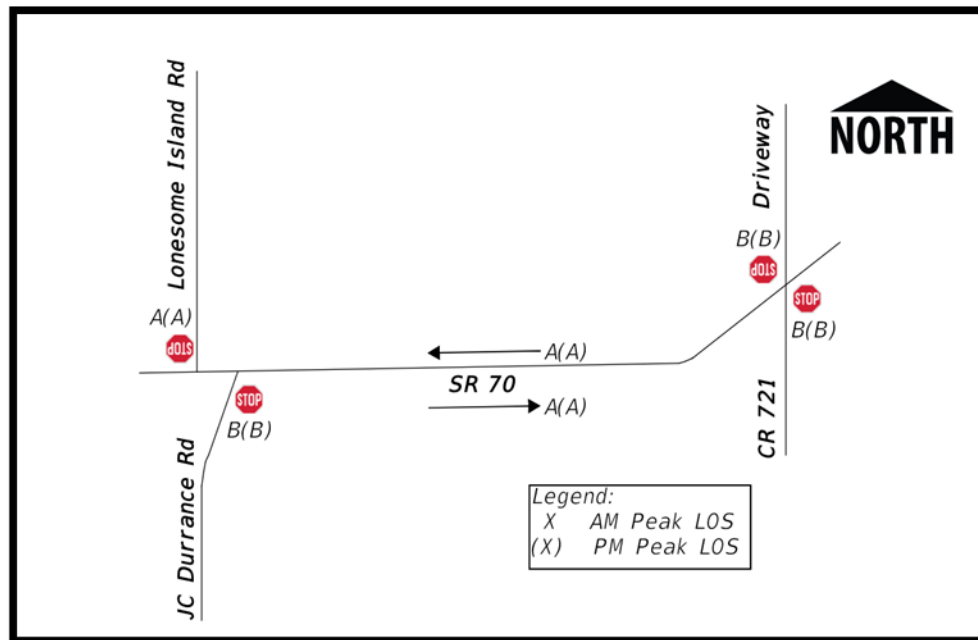 Lonesome Island Rd
Driveway
NORTH
B(B)
STOP
STOP
B(B)
A(A)
STOP
A(A)
SR 70
A(A)
STOP
B(B)
CR 721
JC Durrance Rd
Legend:
X AM Peak LOS
(X) PM Peak LOS